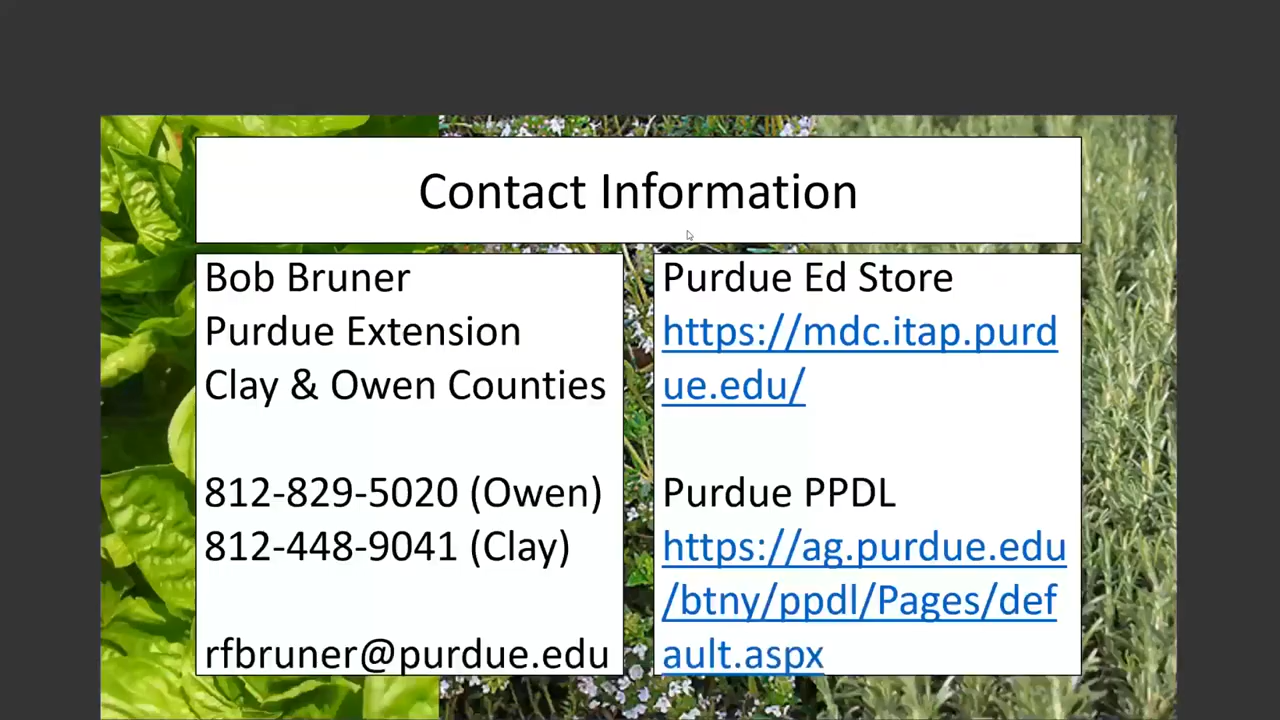 Contact Information
Bob Bruner
Purdue Extension
Clay & Owen Counties
812-829-5020 (Owen)
812-448-9041 (Clay)
rfbruner@purdue.edu
Purdue Ed Store
https://mdc.itap.purd
ue.edu/
Purdue PPDL
https://ag.purdue.edu
/btny/ppdl/Pages/def
ault.aspx